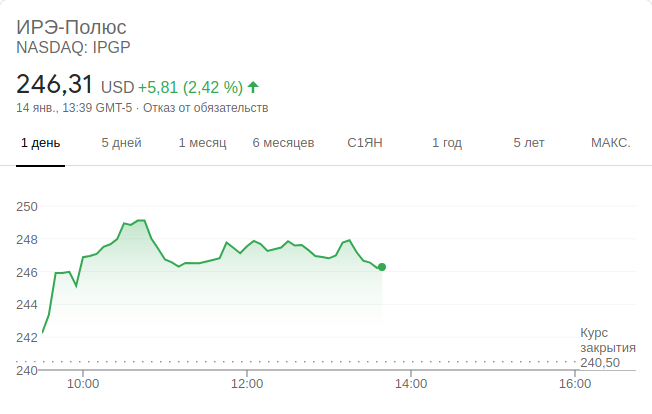 ИРЭ-Полюс
NASDAQ: IPGP
246,31 USD +5,81 (2,42 %)
14 янв., 13:39 GMT-5 · Отказ от обязательств
1 день 5 дней 1 месяц 6 месяцев С1ЯН 1 год 5 лет МАКС.
250
248
246
244
242
240
Курс
закрытия
240,50
10:00 12:00 14:00 16:00